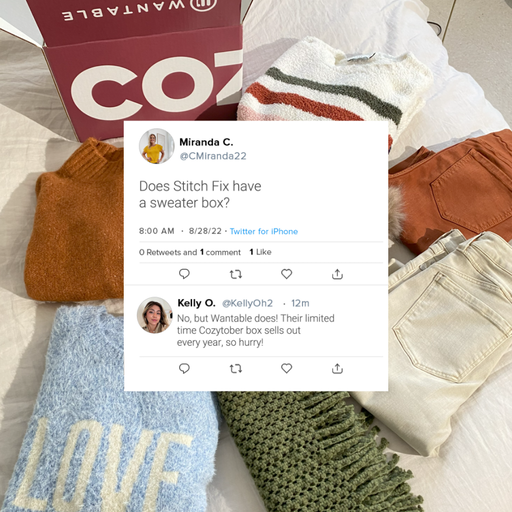 WANTABLE
COZ
Miranda C.
@CMiranda22
Does Stitch Fix have
a sweater box?
8:00 AM · 8/28/22 · Twitter for iPhone
0 Retweets and 1 comment 1 Like
Kelly O. @KellyOh2 · 12m
No, but Wantable does! Their limited
time Cozytober box sells out
every year, so hurry!
LOVE